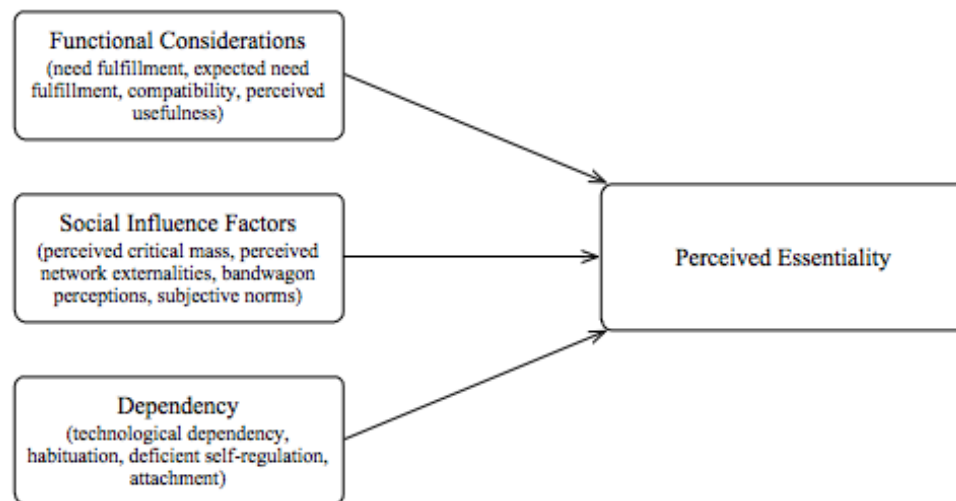 Functional Considerations
(need fulfillment, expected need
fulfillment, compatibility, perceived
usefulness)
Social Influence Factors
(perceived critical mass, perceived
network externalities, bandwagon
perceptions, subjective norms)
Perceived Essentiality
Dependency
(technological dependency,
habituation, deficient self-regulation,
attachment)